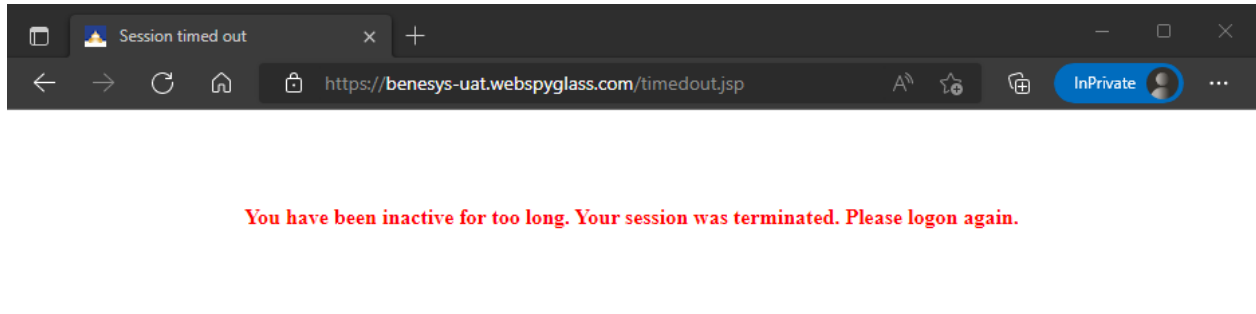 Session timed out
https://benesys-uat.webspyglass.com/timedout.jsp
InPrivate
You have been inactive for too long. Your session was terminated. Please logon again.